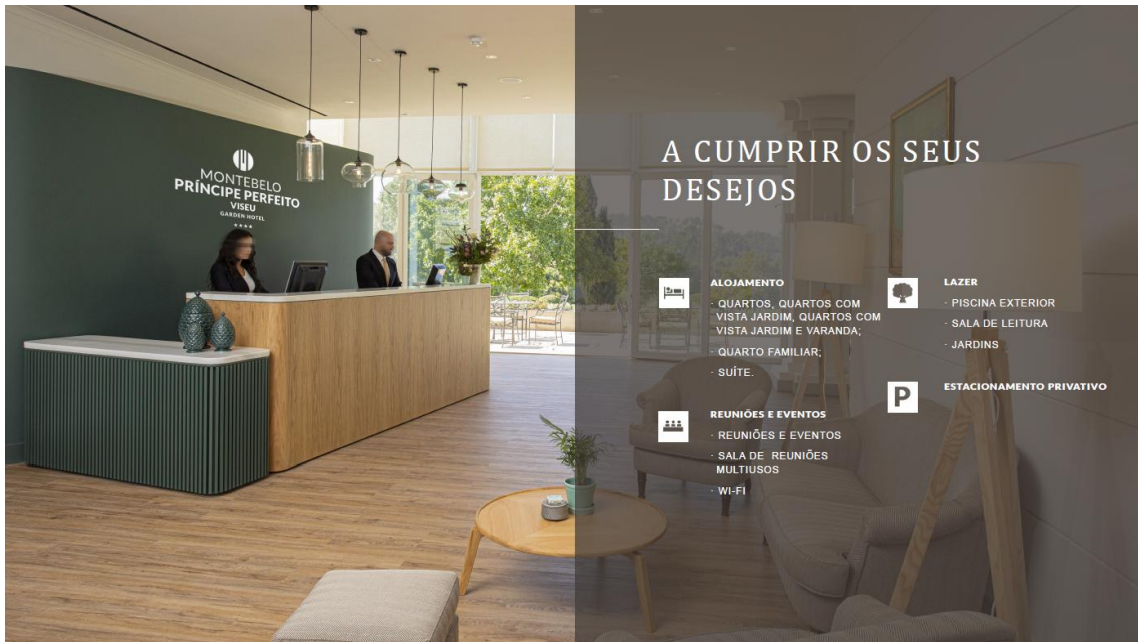 MONTEBELO
PRÍNCIPE PERFEITO
VISEU
GARDEN HOTEL
A CUMPRIR OS SEUS
DESEJOS
ALOJAMENTO
· QUARTOS, QUARTOS COM
VISTA JARDIM, QUARTOS COM
VISTA JARDIM E VARANDA;
· QUARTO FAMILIAR;
· SUÍTE.
REUNIÕES E EVENTOS
· REUNIÕES E EVENTOS
· SALA DE REUNIÕES
MULTIUSOS
· WI-FI
LAZER
· PISCINA EXTERIOR
· SALA DE LEITURA
· JARDINS
P
ESTACIONAMENTO PRIVATIVO